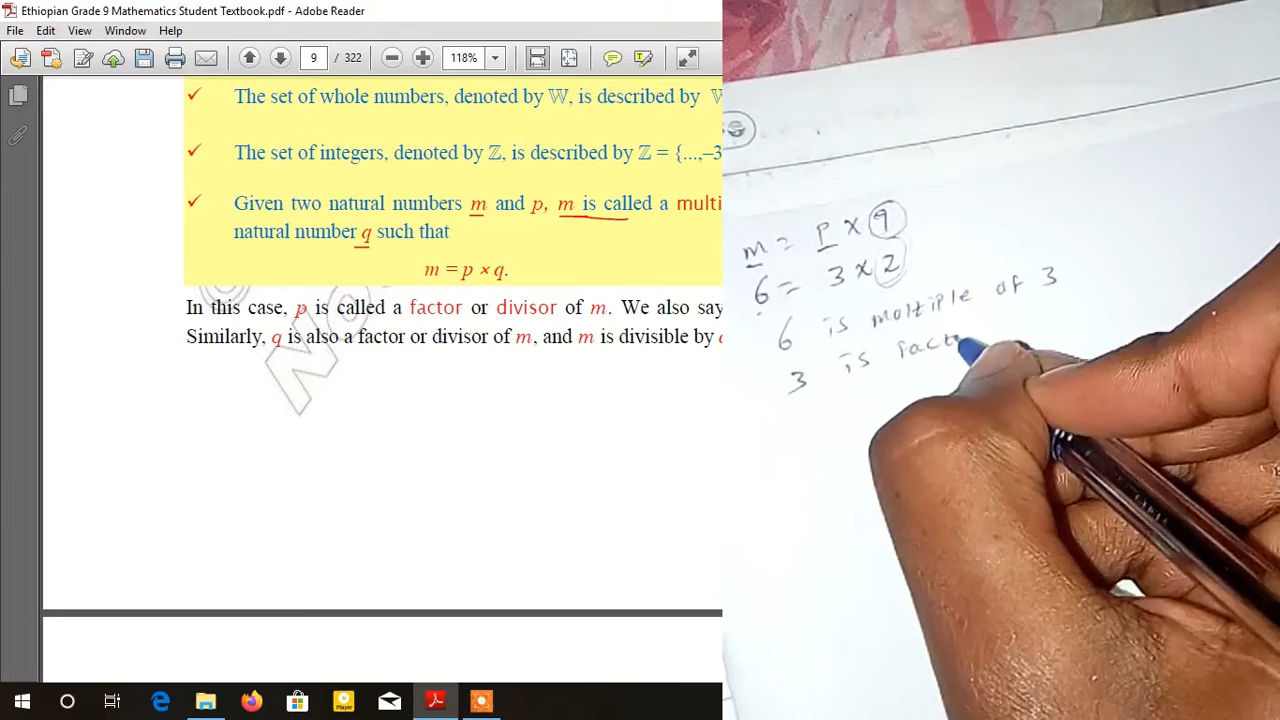 Ethiopian Grade 9 Mathematics Student Textbook.pdf - Adobe Reader
File Edit View Window Help
9 / 322 118%
The set of whole numbers, denoted by 𝕎, is described by 𝕎
The set of integers, denoted by ℤ, is described by ℤ = {...,–3
Given two natural numbers m and p, m is called a multi
natural number q such that
m = p × q.
In this case, p is called a factor or divisor of m. We also say
Similarly, q is also a factor or divisor of m, and m is divisible by
NO
Player
m = p × q
6 = 3 × 2
6 is moltiple of 3
3 is fact